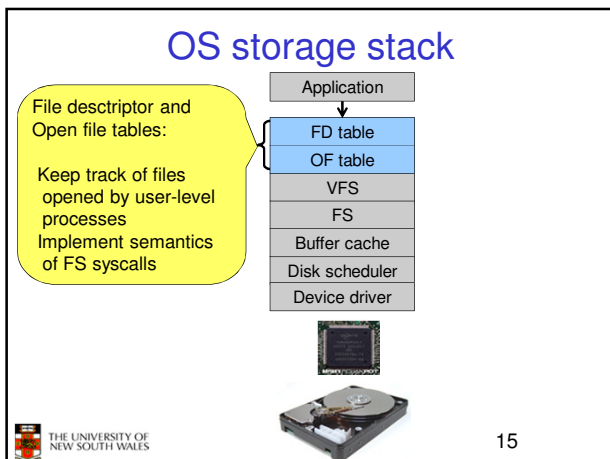 OS storage stack
File desctriptor and
Open file tables:
Keep track of files
opened by user-level
processes
Implement semantics
of FS syscalls
Application
FD table
OF table
VFS
FS
Buffer cache
Disk scheduler
Device driver
THE UNIVERSITY OF
NEW SOUTH WALES
15